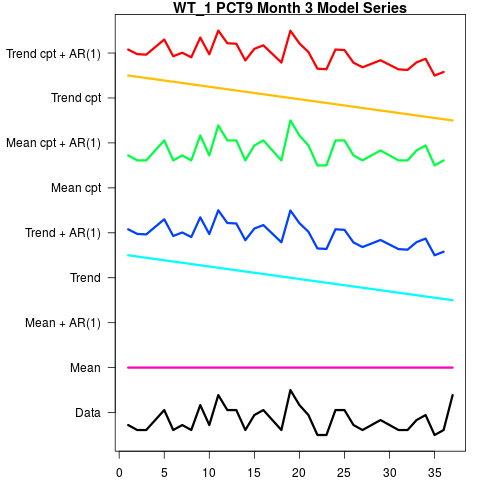 WT_1 PCT9 Month 3 Model Series
Trend cpt + AR(1)
Trend cpt
Mean cpt + AR(1)
Mean cpt
Trend + AR(1)
Trend
Mean + AR(1)
Mean
Data
0 5 10 15 20 25 30 35